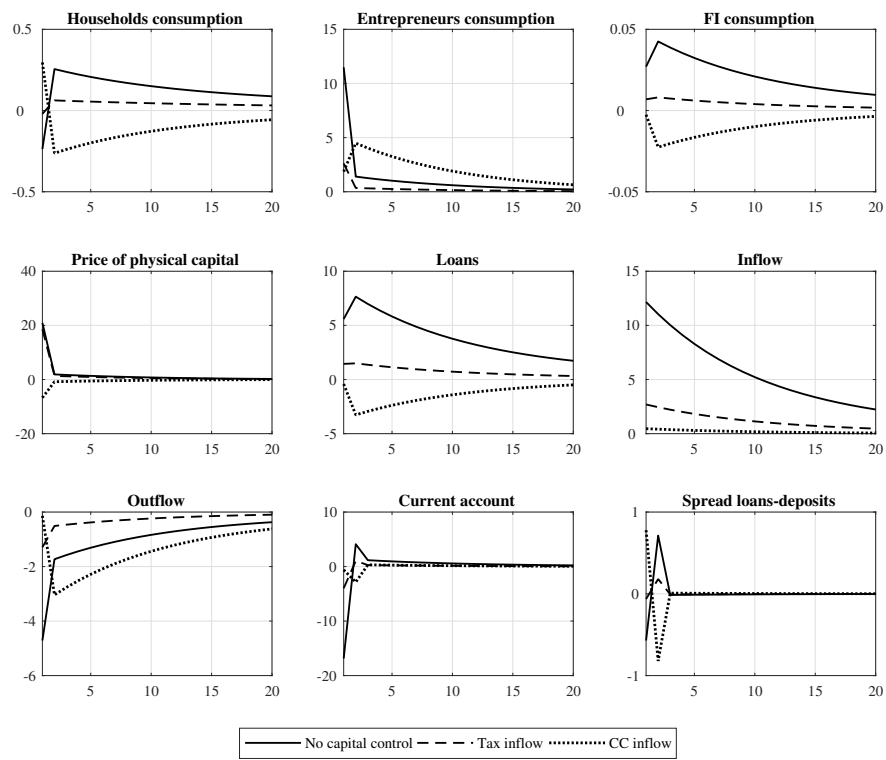 Households consumption
0.5
0
-0.5
5 10 15 20
Entrepreneurs consumption
15
10
5
0
5 10 15 20
FI consumption
0.05
0
-0.05
5 10 15 20
Price of physical capital
40
20
0
-20
5 10 15 20
Loans
10
5
0
-5
5 10 15 20
Inflow
15
10
5
0
5 10 15 20
Outflow
0
-2
-4
-6
5 10 15 20
Current account
10
0
-10
-20
5 10 15 20
Spread loans-deposits
1
0
-1
5 10 15 20
No capital control Tax inflow CC inflow